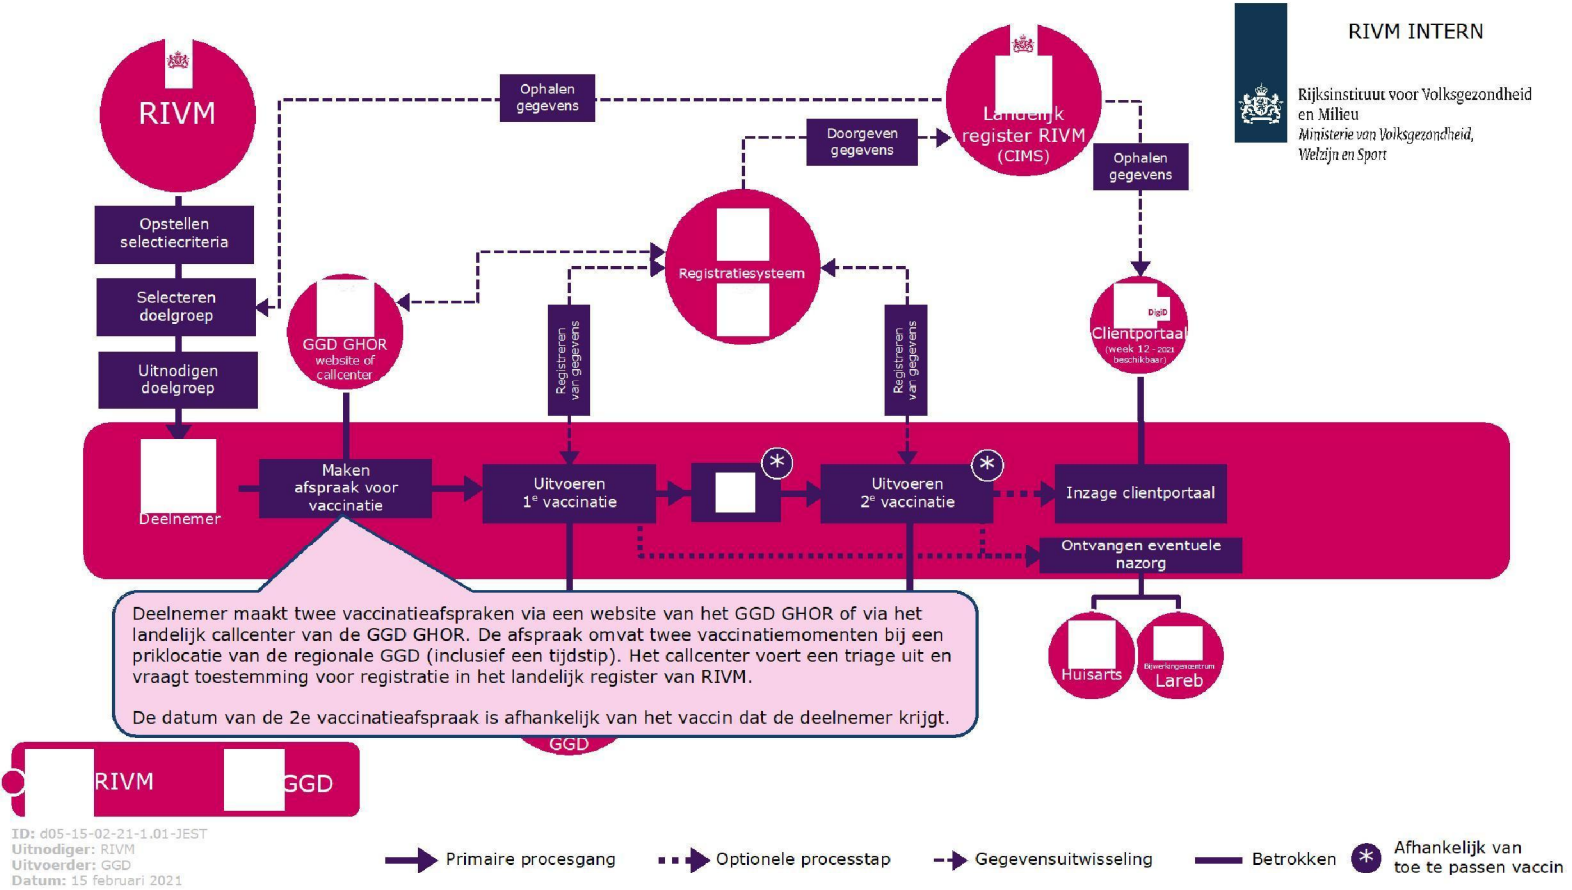 RIVM INTERN
Rijksinstituut voor Volksgezondheid
en Milieu
Ministerie van Volksgezondheid,
Welzijn en Sport
RIVM
Ophalen
gegevens
Landelijk
register RIVM
(CIMS)
Doorgeven
gegevens
Ophalen
gegevens
Opstellen
selectiecriteria
Selecteren
doelgroep
Uitnodigen
doelgroep
GGD GHOR
website of
callcenter
Registratiesysteem
Registreren
van gegevens
Registreren
van gegevens
DigiD
Clientportaal
(week 12 - 2021
beschikbaar)
Deelnemer
Maken
afspraak voor
vaccinatie
Uitvoeren
1e vaccinatie
*
Uitvoeren
2e vaccinatie
*
Inzage clientportaal
Ontvangen eventuele
nazorg
Huisarts
Bijwerkingencentrum
Lareb
Deelnemer maakt twee vaccinatieafspraken via een website van het GGD GHOR of via het
landelijk callcenter van de GGD GHOR. De afspraak omvat twee vaccinatiemomenten bij een
priklocatie van de regionale GGD (inclusief een tijdstip). Het callcenter voert een triage uit en
vraagt toestemming voor registratie in het landelijk register van RIVM.
De datum van de 2e vaccinatieafspraak is afhankelijk van het vaccin dat de deelnemer krijgt.
GGD
RIVM
GGD
ID: d05-15-02-21-1.01-JEST
Uitnodiger: RIVM
Uitvoerder: GGD
Datum: 15 februari 2021
Primaire procesgang
Optionele processtap
Gegevensuitwisseling
Betrokken
*
Afhankelijk van
toe te passen vaccin